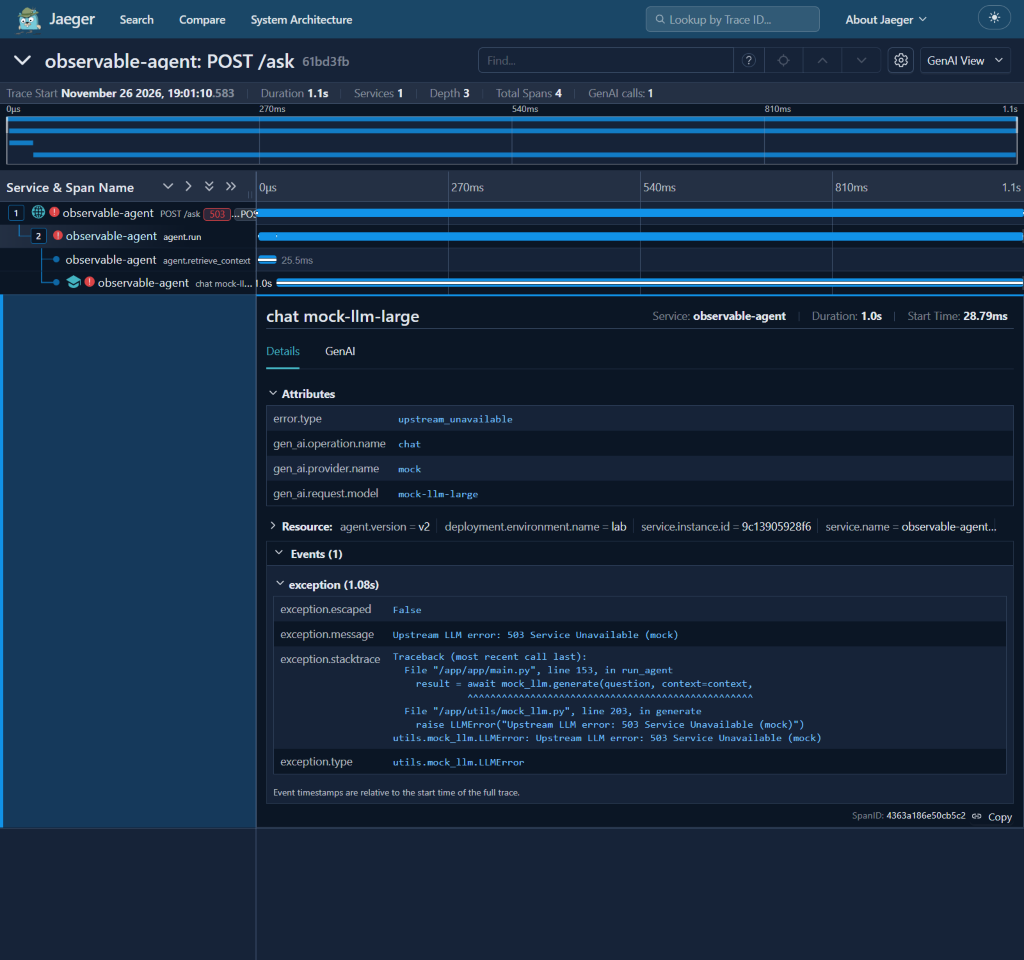 Jaeger Search Compare System Architecture Lookup by Trace ID... About Jaeger
observable-agent: POST /ask 61bd3fb Find... ? GenAI View
Trace Start November 26 2026, 19:01:10.583 Duration 1.1s Services 1 Depth 3 Total Spans 4 GenAI calls: 1
0µs 270ms 540ms 810ms 1.1s
Service & Span Name 0µs 270ms 540ms 810ms 1.1s
1 observable-agent POST /ask 503 ...POS
2 observable-agent agent.run
observable-agent agent.retrieve_context 25.5ms
observable-agent chat mock-ll... 1.0s
chat mock-llm-large Service: observable-agent Duration: 1.0s Start Time: 28.79ms
Details GenAI
Attributes
error.type upstream_unavailable
gen_ai.operation.name chat
gen_ai.provider.name mock
gen_ai.request.model mock-llm-large
Resource: agent.version = v2 deployment.environment.name = lab service.instance.id = 9c13905928f6 service.name = observable-agent...
Events (1)
exception (1.08s)
exception.escaped False
exception.message Upstream LLM error: 503 Service Unavailable (mock)
exception.stacktrace Traceback (most recent call last):
File "/app/app/main.py", line 153, in run_agent
result = await mock_llm.generate(question, context=context,
^^^^^^^^^^^^^^^^^^^^^^^^^^^^^^^^^^^^^^^^^^^^^^^^^^
File "/app/utils/mock_llm.py", line 203, in generate
raise LLMError("Upstream LLM error: 503 Service Unavailable (mock)")
utils.mock_llm.LLMError: Upstream LLM error: 503 Service Unavailable (mock)
exception.type utils.mock_llm.LLMError
Event timestamps are relative to the start time of the full trace.
SpanID: 4363a186e50cb5c2 Copy